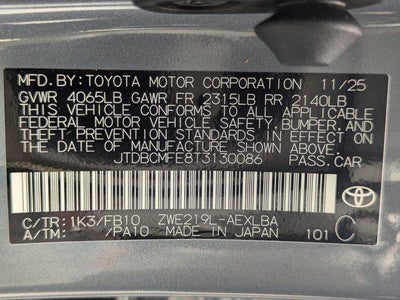 MFD. BY: TOYOTA MOTOR CORPORATION 11/25
GVWR 4065LB GAWR FR 2315LB RR 2140LB
THIS VEHICLE CONFORMS TO ALL APPLICABLE
FEDERAL MOTOR VEHICLE SAFETY, BUMPER, AND
THEFT PREVENTION STANDARDS IN EFFECT ON
THE DATE OF MANUFACTURE SHOWN ABOVE.
JTDBCMFE8T3130086 PASS.CAR
TOYOTA
C/TR: 1K3/FB10 ZWE219L-AEXLBA
A/TM: /PA10 MADE IN JAPAN 101 C